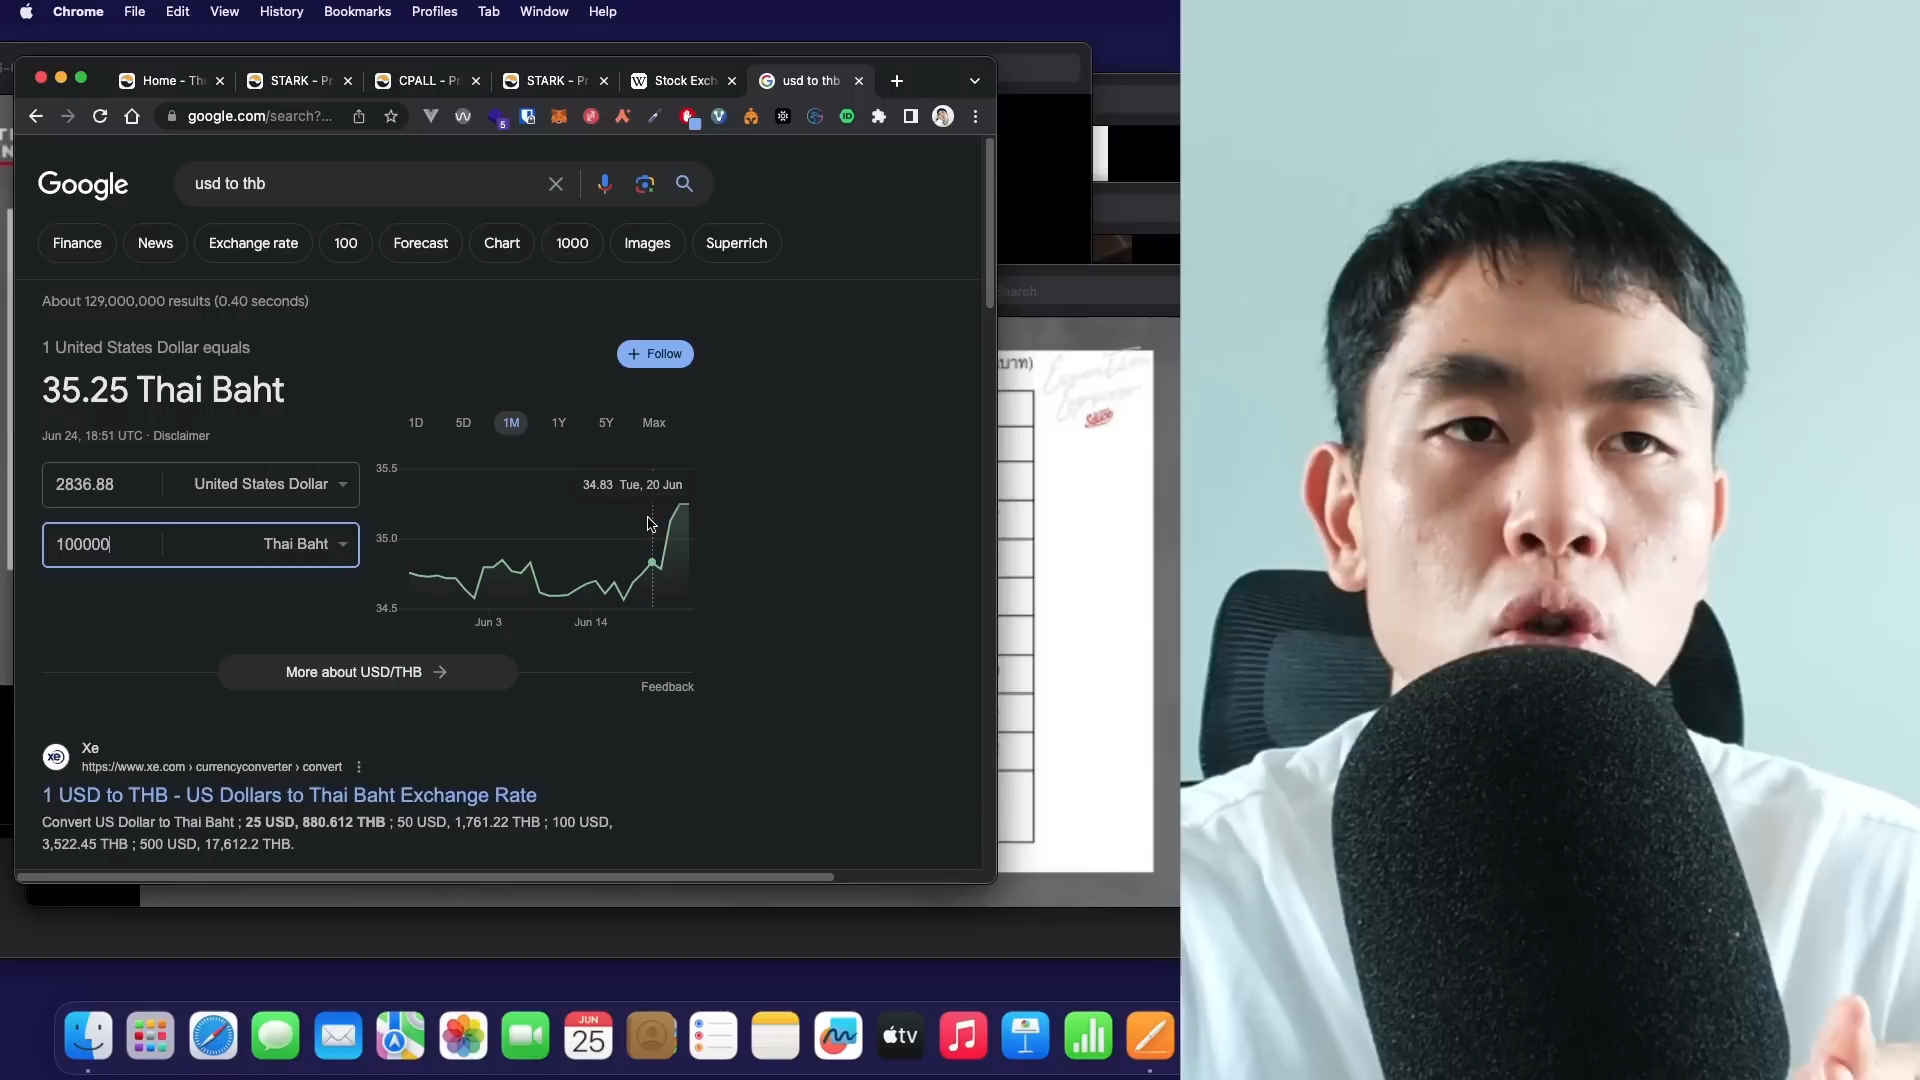 Chrome File Edit View History Bookmarks Profiles Tab Window Help
Home - Th STARK - Pr CPALL - Pr STARK - Pr Stock Exch usd to thb
google.com/search?...
5
Google
usd to thb
Finance News Exchange rate 100 Forecast Chart 1000 Images Superrich
About 129,000,000 results (0.40 seconds)
1 United States Dollar equals
+ Follow
35.25 Thai Baht
1D 5D 1M 1Y 5Y Max
Jun 24, 18:51 UTC · Disclaimer
2836.88 United States Dollar
100000 Thai Baht
35.5
34.83 Tue, 20 Jun
35.0
34.5
Jun 3 Jun 14
More about USD/THB
Feedback
xe
Xe
https://www.xe.com › currencyconverter › convert
1 USD to THB - US Dollars to Thai Baht Exchange Rate
Convert US Dollar to Thai Baht ; 25 USD, 880.612 THB ; 50 USD, 1,761.22 THB ; 100 USD,
3,522.45 THB ; 500 USD, 17,612.2 THB.
Search
JUN
25
tv